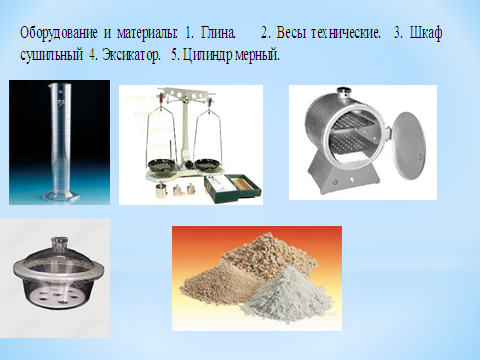 Оборудование и материалы: 1. Глина. 2. Весы технические. 3. Шкаф
сушильный 4. Эксикатор. 5. Цилиндр мерный.